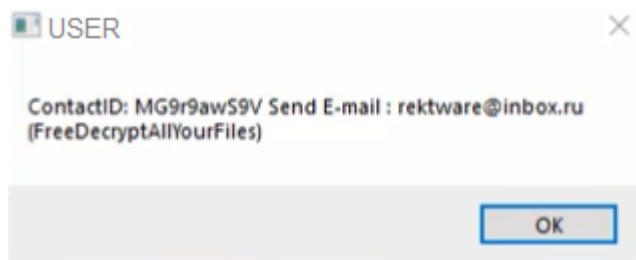 USER
ContactID: MG9r9awS9V Send E-mail : rektware@inbox.ru
(FreeDecryptAllYourFiles)
OK